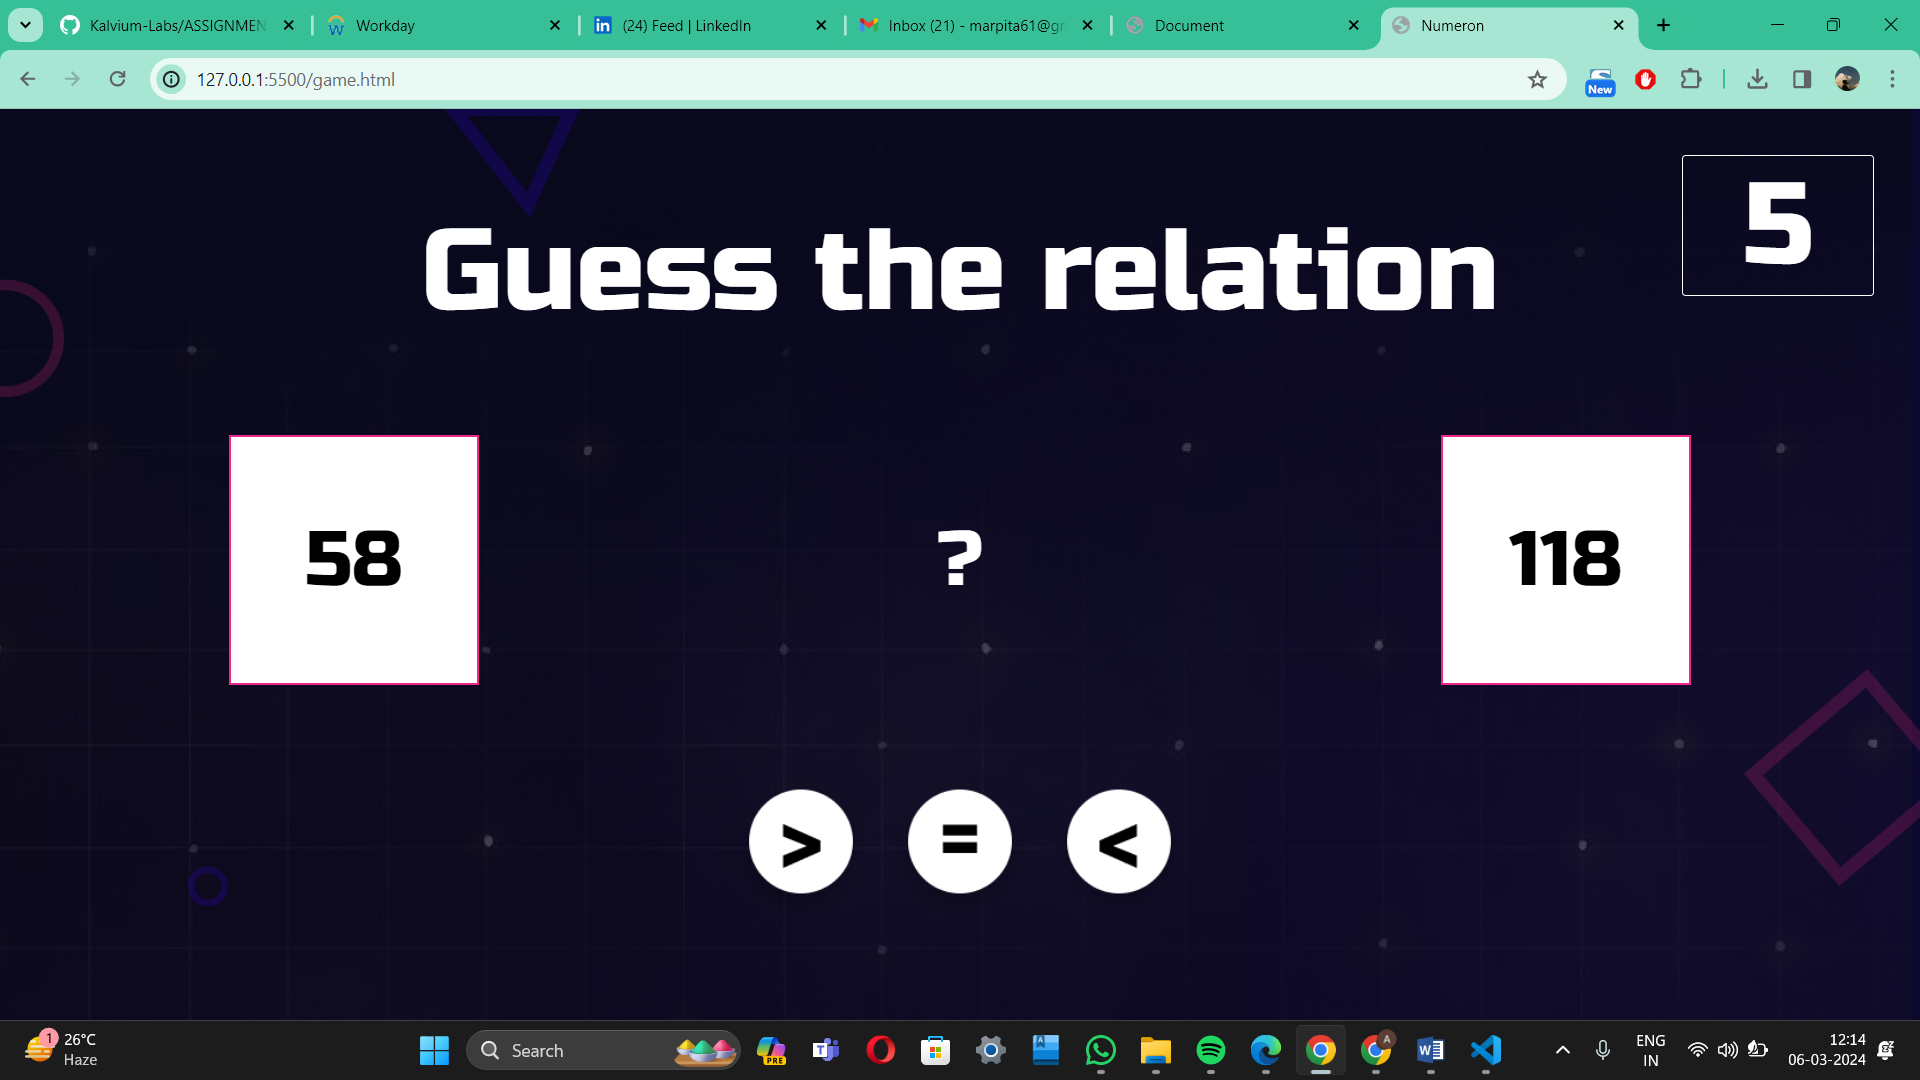 Kalvium-Labs/ASSIGNMEN
Workday
(24) Feed | LinkedIn
Inbox (21) - marpita61@gm
Document
Numeron
127.0.0.1:5500/game.html
New
5
Guess the relation
58
?
118
>
=
<
1
26°C
Haze
Search
PRE
A
ENG
IN
12:14
06-03-2024